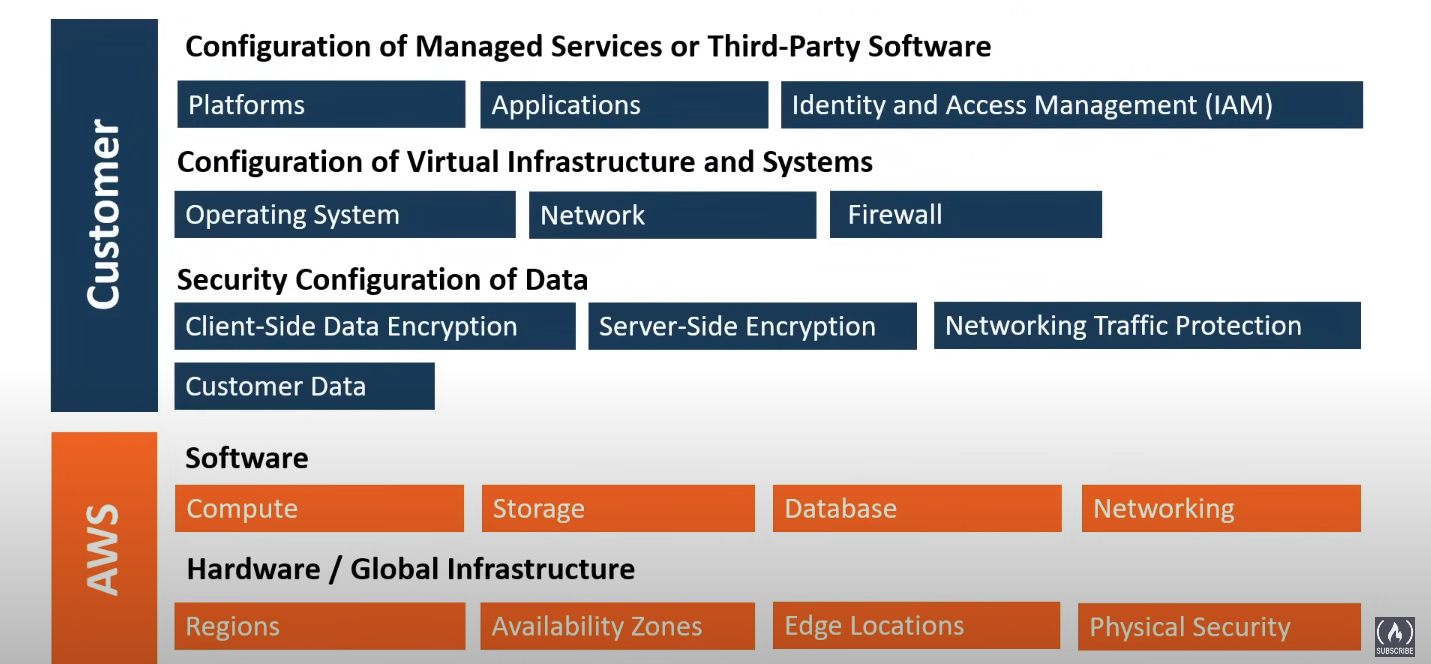 Customer
Configuration of Managed Services or Third-Party Software
Platforms
Applications
Identity and Access Management (IAM)
Configuration of Virtual Infrastructure and Systems
Operating System
Network
Firewall
Security Configuration of Data
Client-Side Data Encryption
Server-Side Encryption
Networking Traffic Protection
Customer Data
AWS
Software
Compute
Storage
Database
Networking
Hardware / Global Infrastructure
Regions
Availability Zones
Edge Locations
Physical Security
SUBSCRIBE